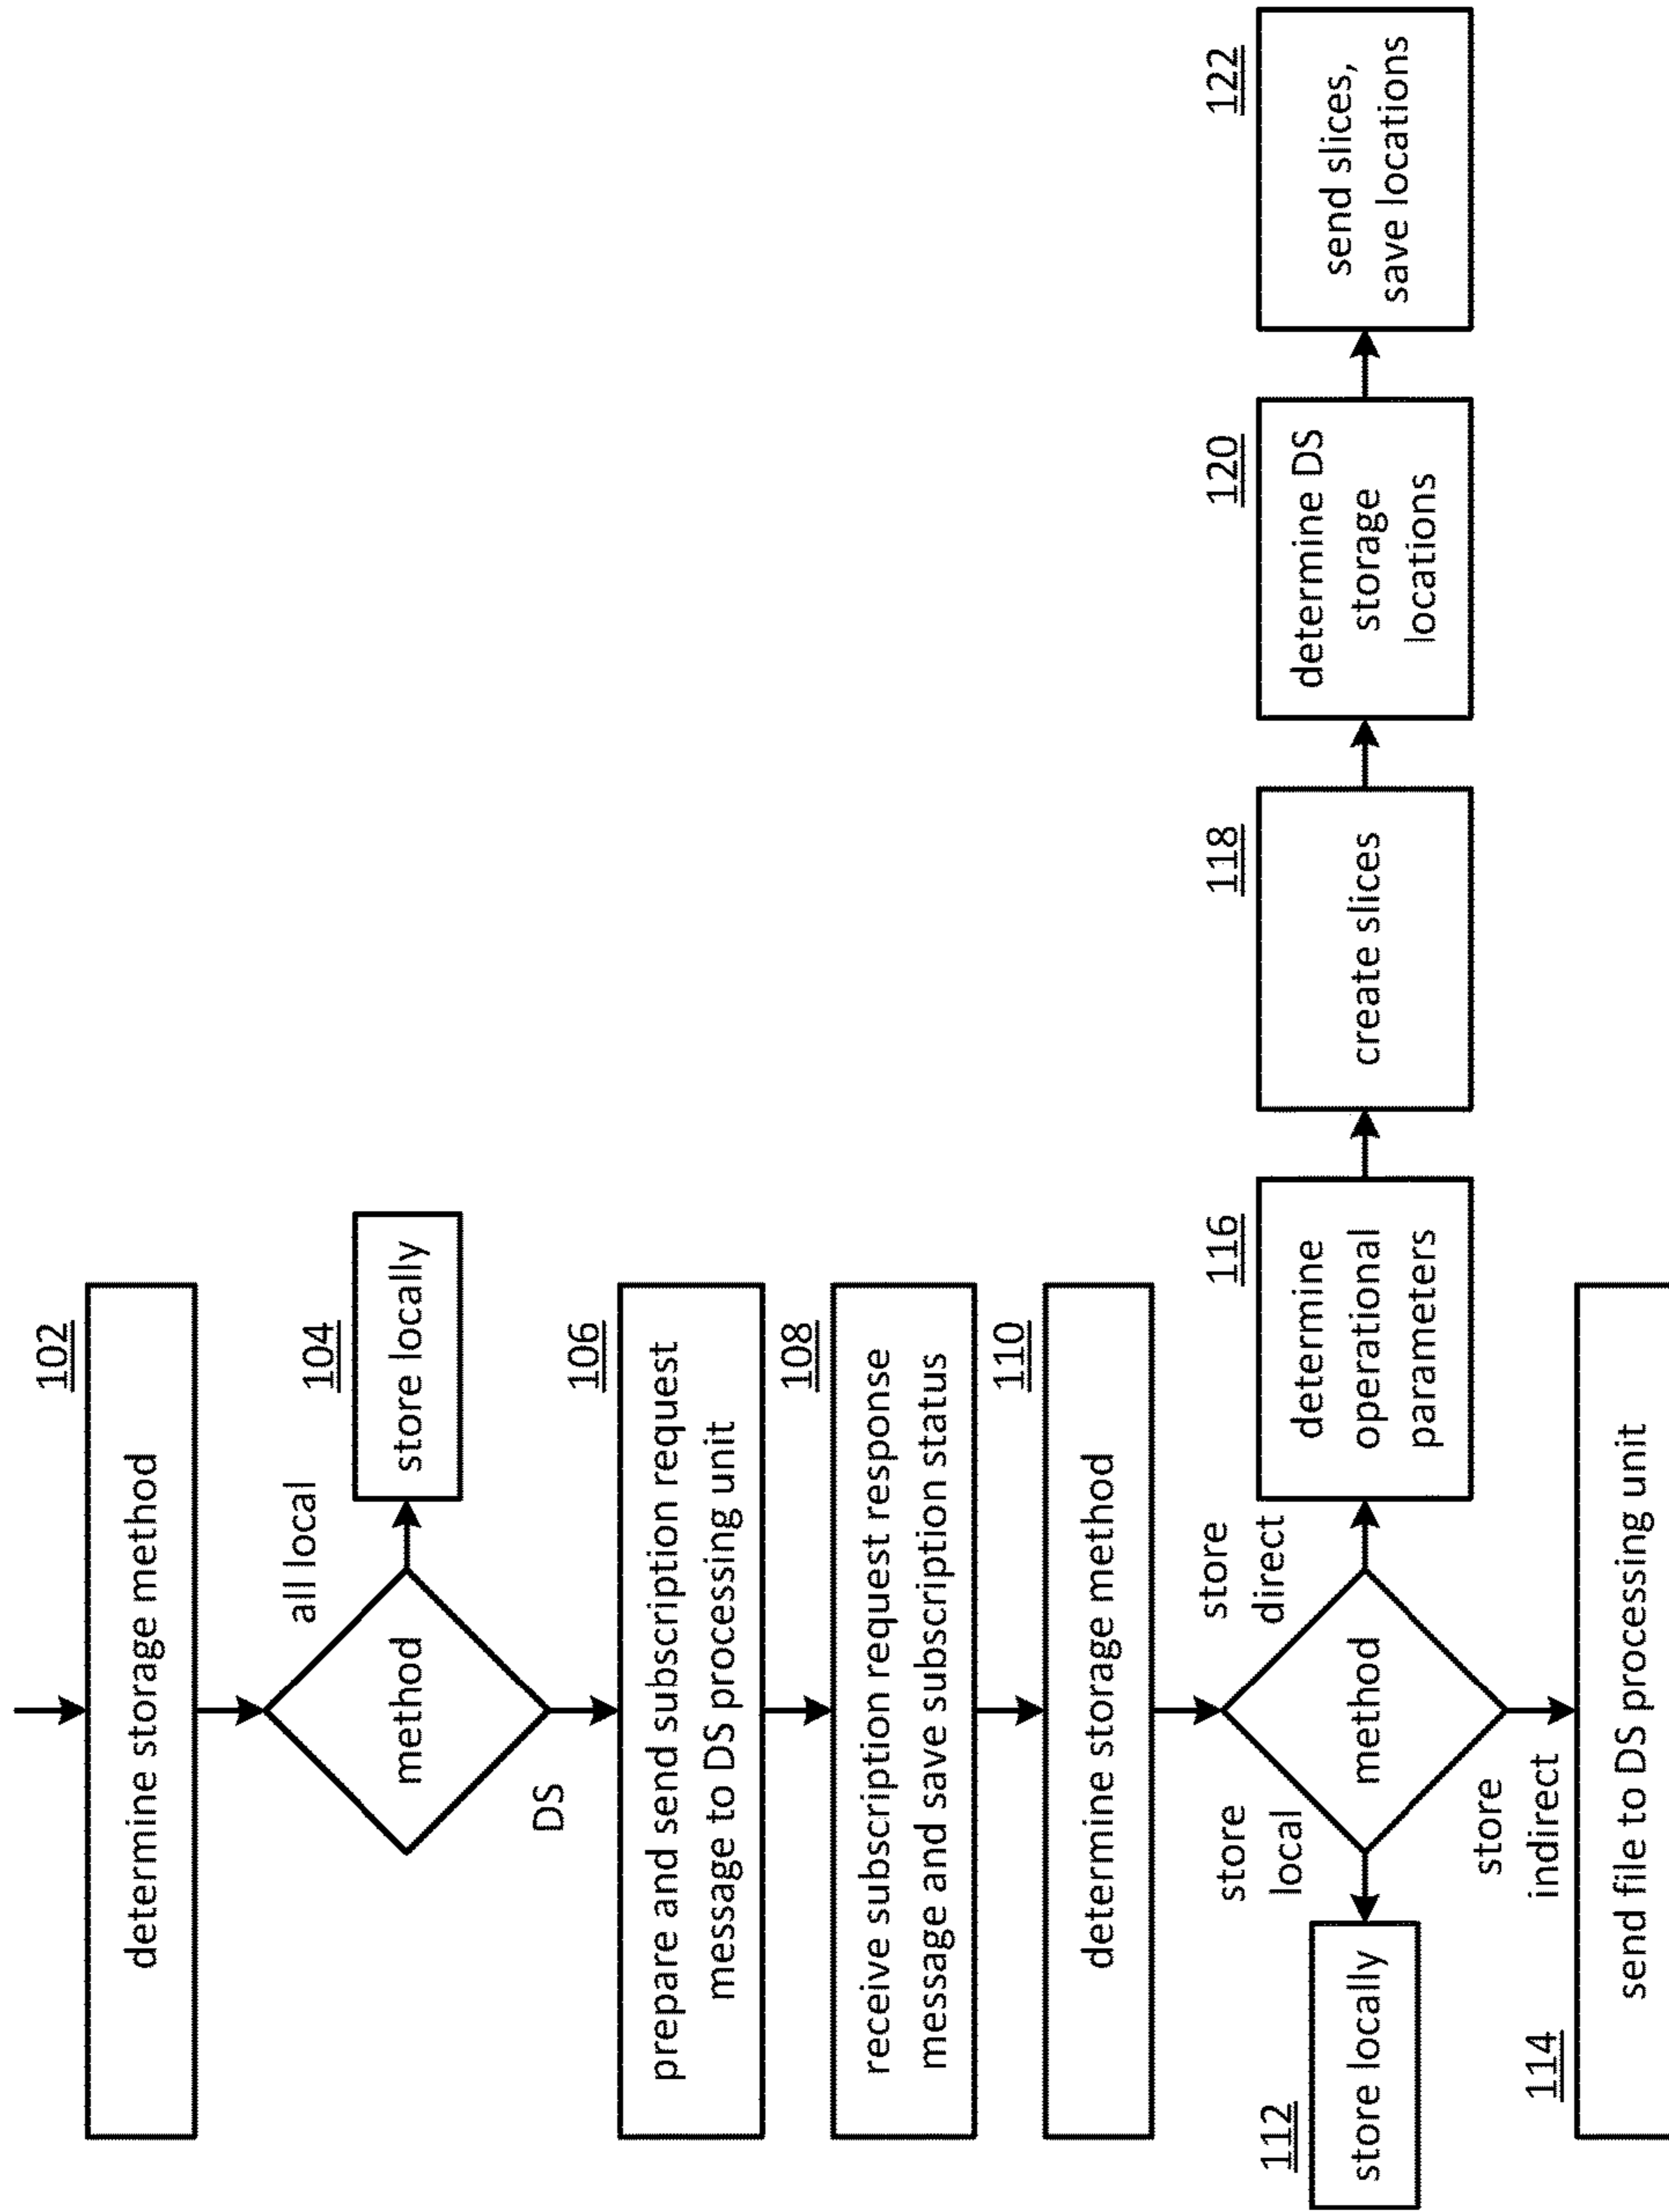 102
determine storage method
method
all local
104
store locally
DS
106
prepare and send subscription request
message to DS processing unit
108
receive subscription request response
message and save subscription status
110
determine storage method
method
store
local
112
store locally
store
indirect
114
send file to DS processing unit
store
direct
116
determine
operational
parameters
118
create slices
120
determine DS
storage
locations
122
send slices,
save locations